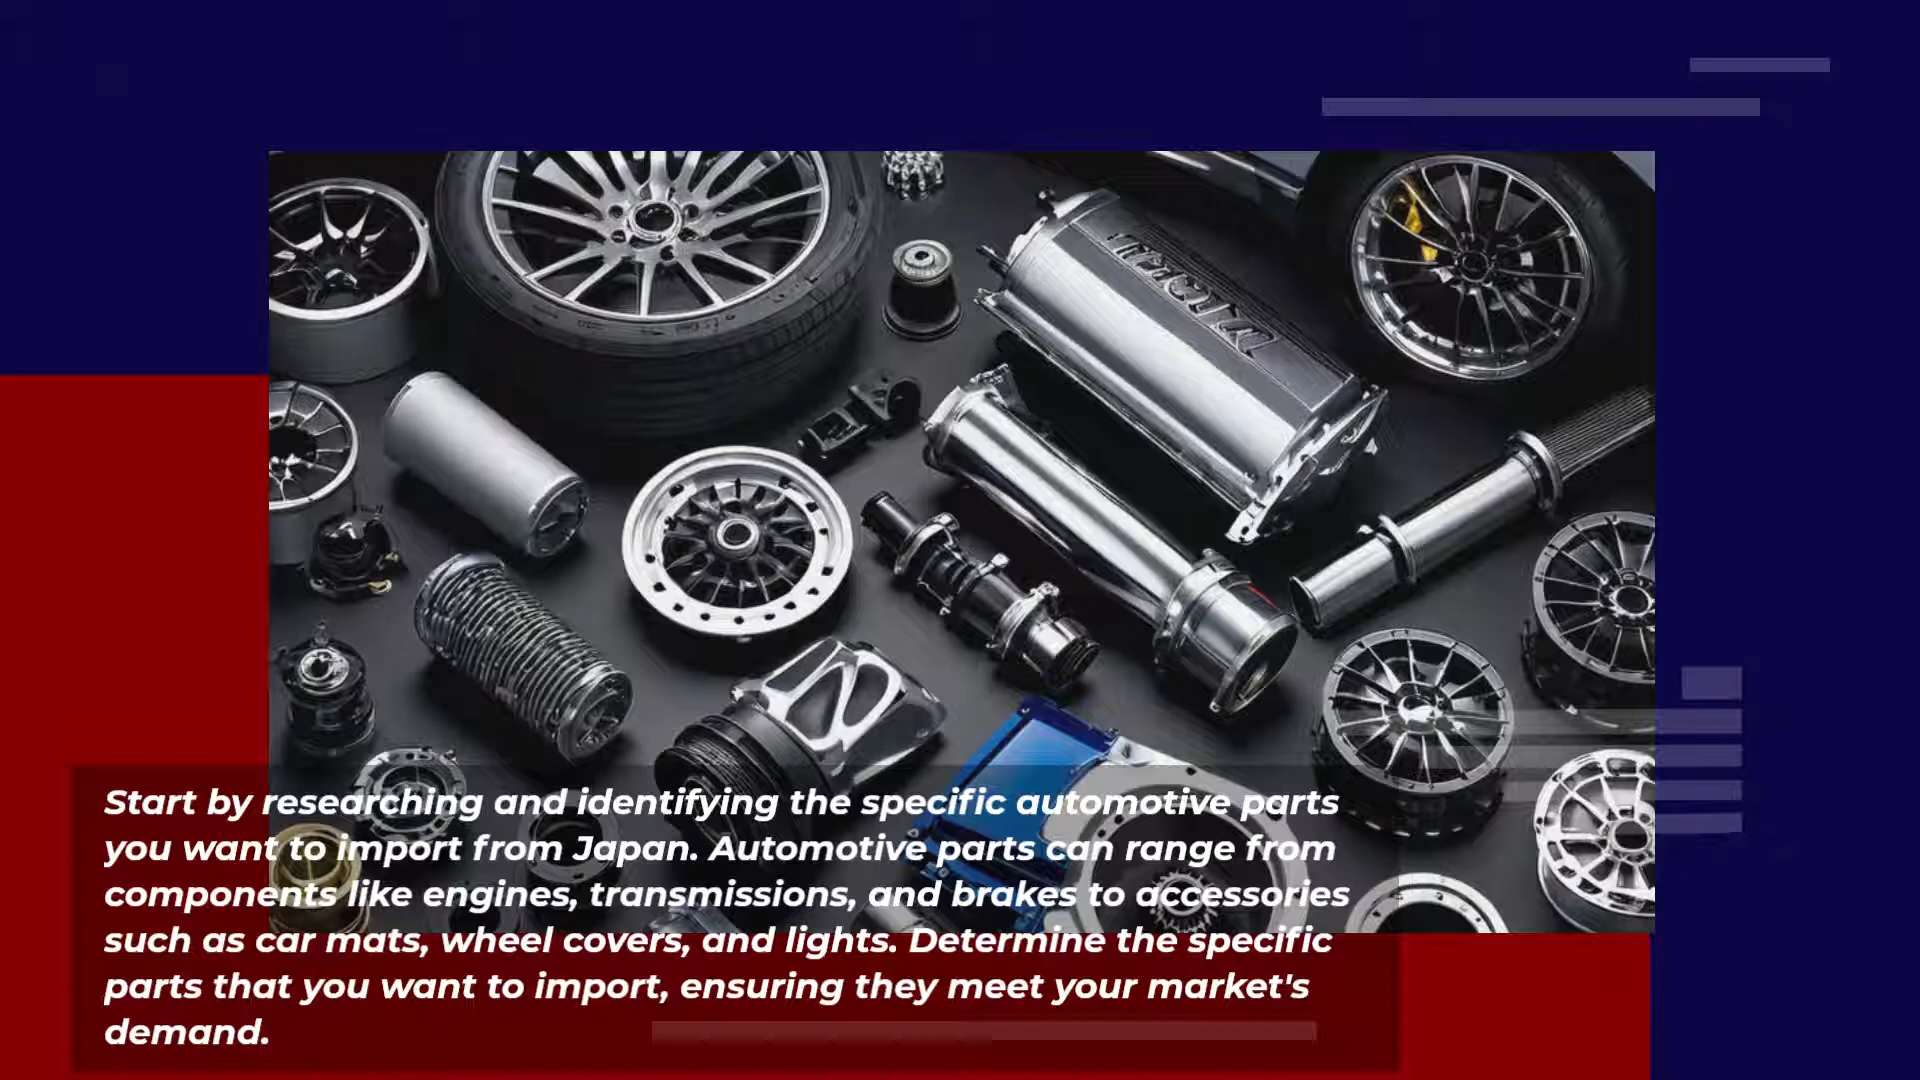 Start by researching and identifying the specific automotive parts
you want to import from Japan. Automotive parts can range from
components like engines, transmissions, and brakes to accessories
such as car mats, wheel covers, and lights. Determine the specific
parts that you want to import, ensuring they meet your market's
demand.